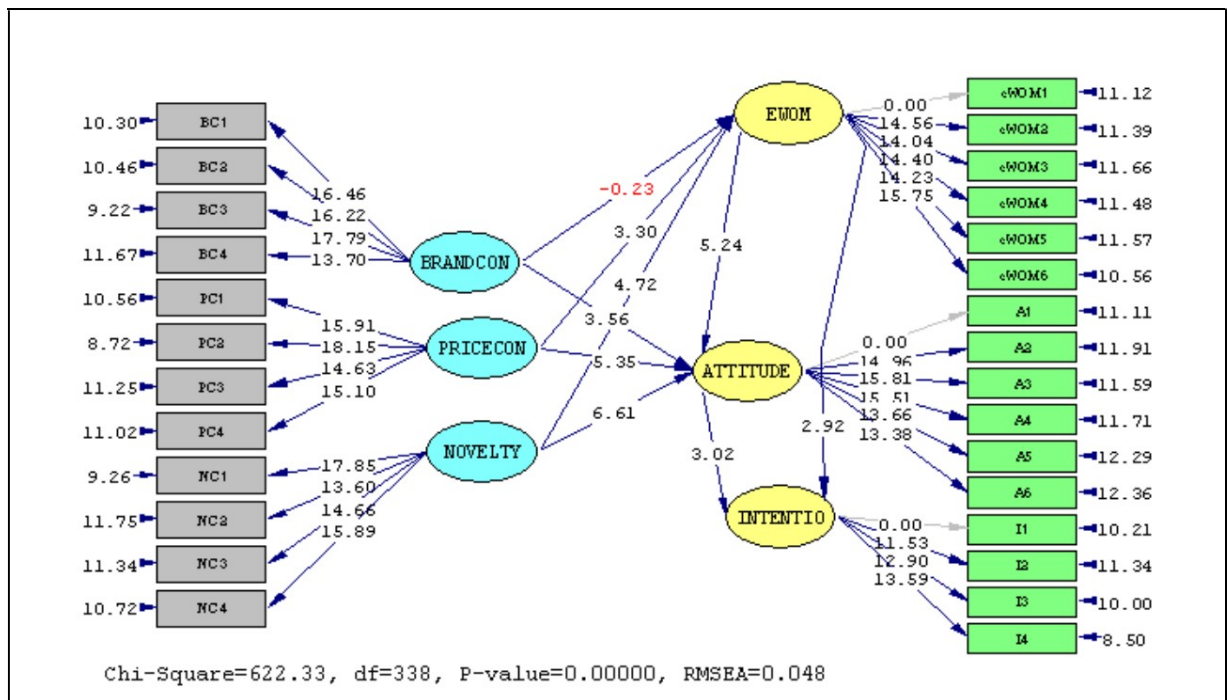 10.30 BC1
10.46 BC2
9.22 BC3
11.67 BC4
10.56 PC1
8.72 PC2
11.25 PC3
11.02 PC4
9.26 NC1
11.75 NC2
11.34 NC3
10.72 NC4
16.46
16.22
17.79
13.70
15.91
18.15
14.63
15.10
17.85
13.60
14.66
15.89
BRANDCON
PRICECON
NOVELTY
-0.23
3.30
4.72
3.56
5.35
6.61
5.24
3.02
2.92
EWOM
ATTITUDE
INTENTIO
0.00
14.56
14.04
14.40
14.23
15.75
0.00
14.96
15.81
15.51
13.66
13.38
0.00
11.53
12.90
13.59
eWOM1 11.12
eWOM2 11.39
eWOM3 11.66
eWOM4 11.48
eWOM5 11.57
eWOM6 10.56
A1 11.11
A2 11.91
A3 11.59
A4 11.71
A5 12.29
A6 12.36
I1 10.21
I2 11.34
I3 10.00
I4 8.50
Chi-Square=622.33, df=338, P-value=0.00000, RMSEA=0.048